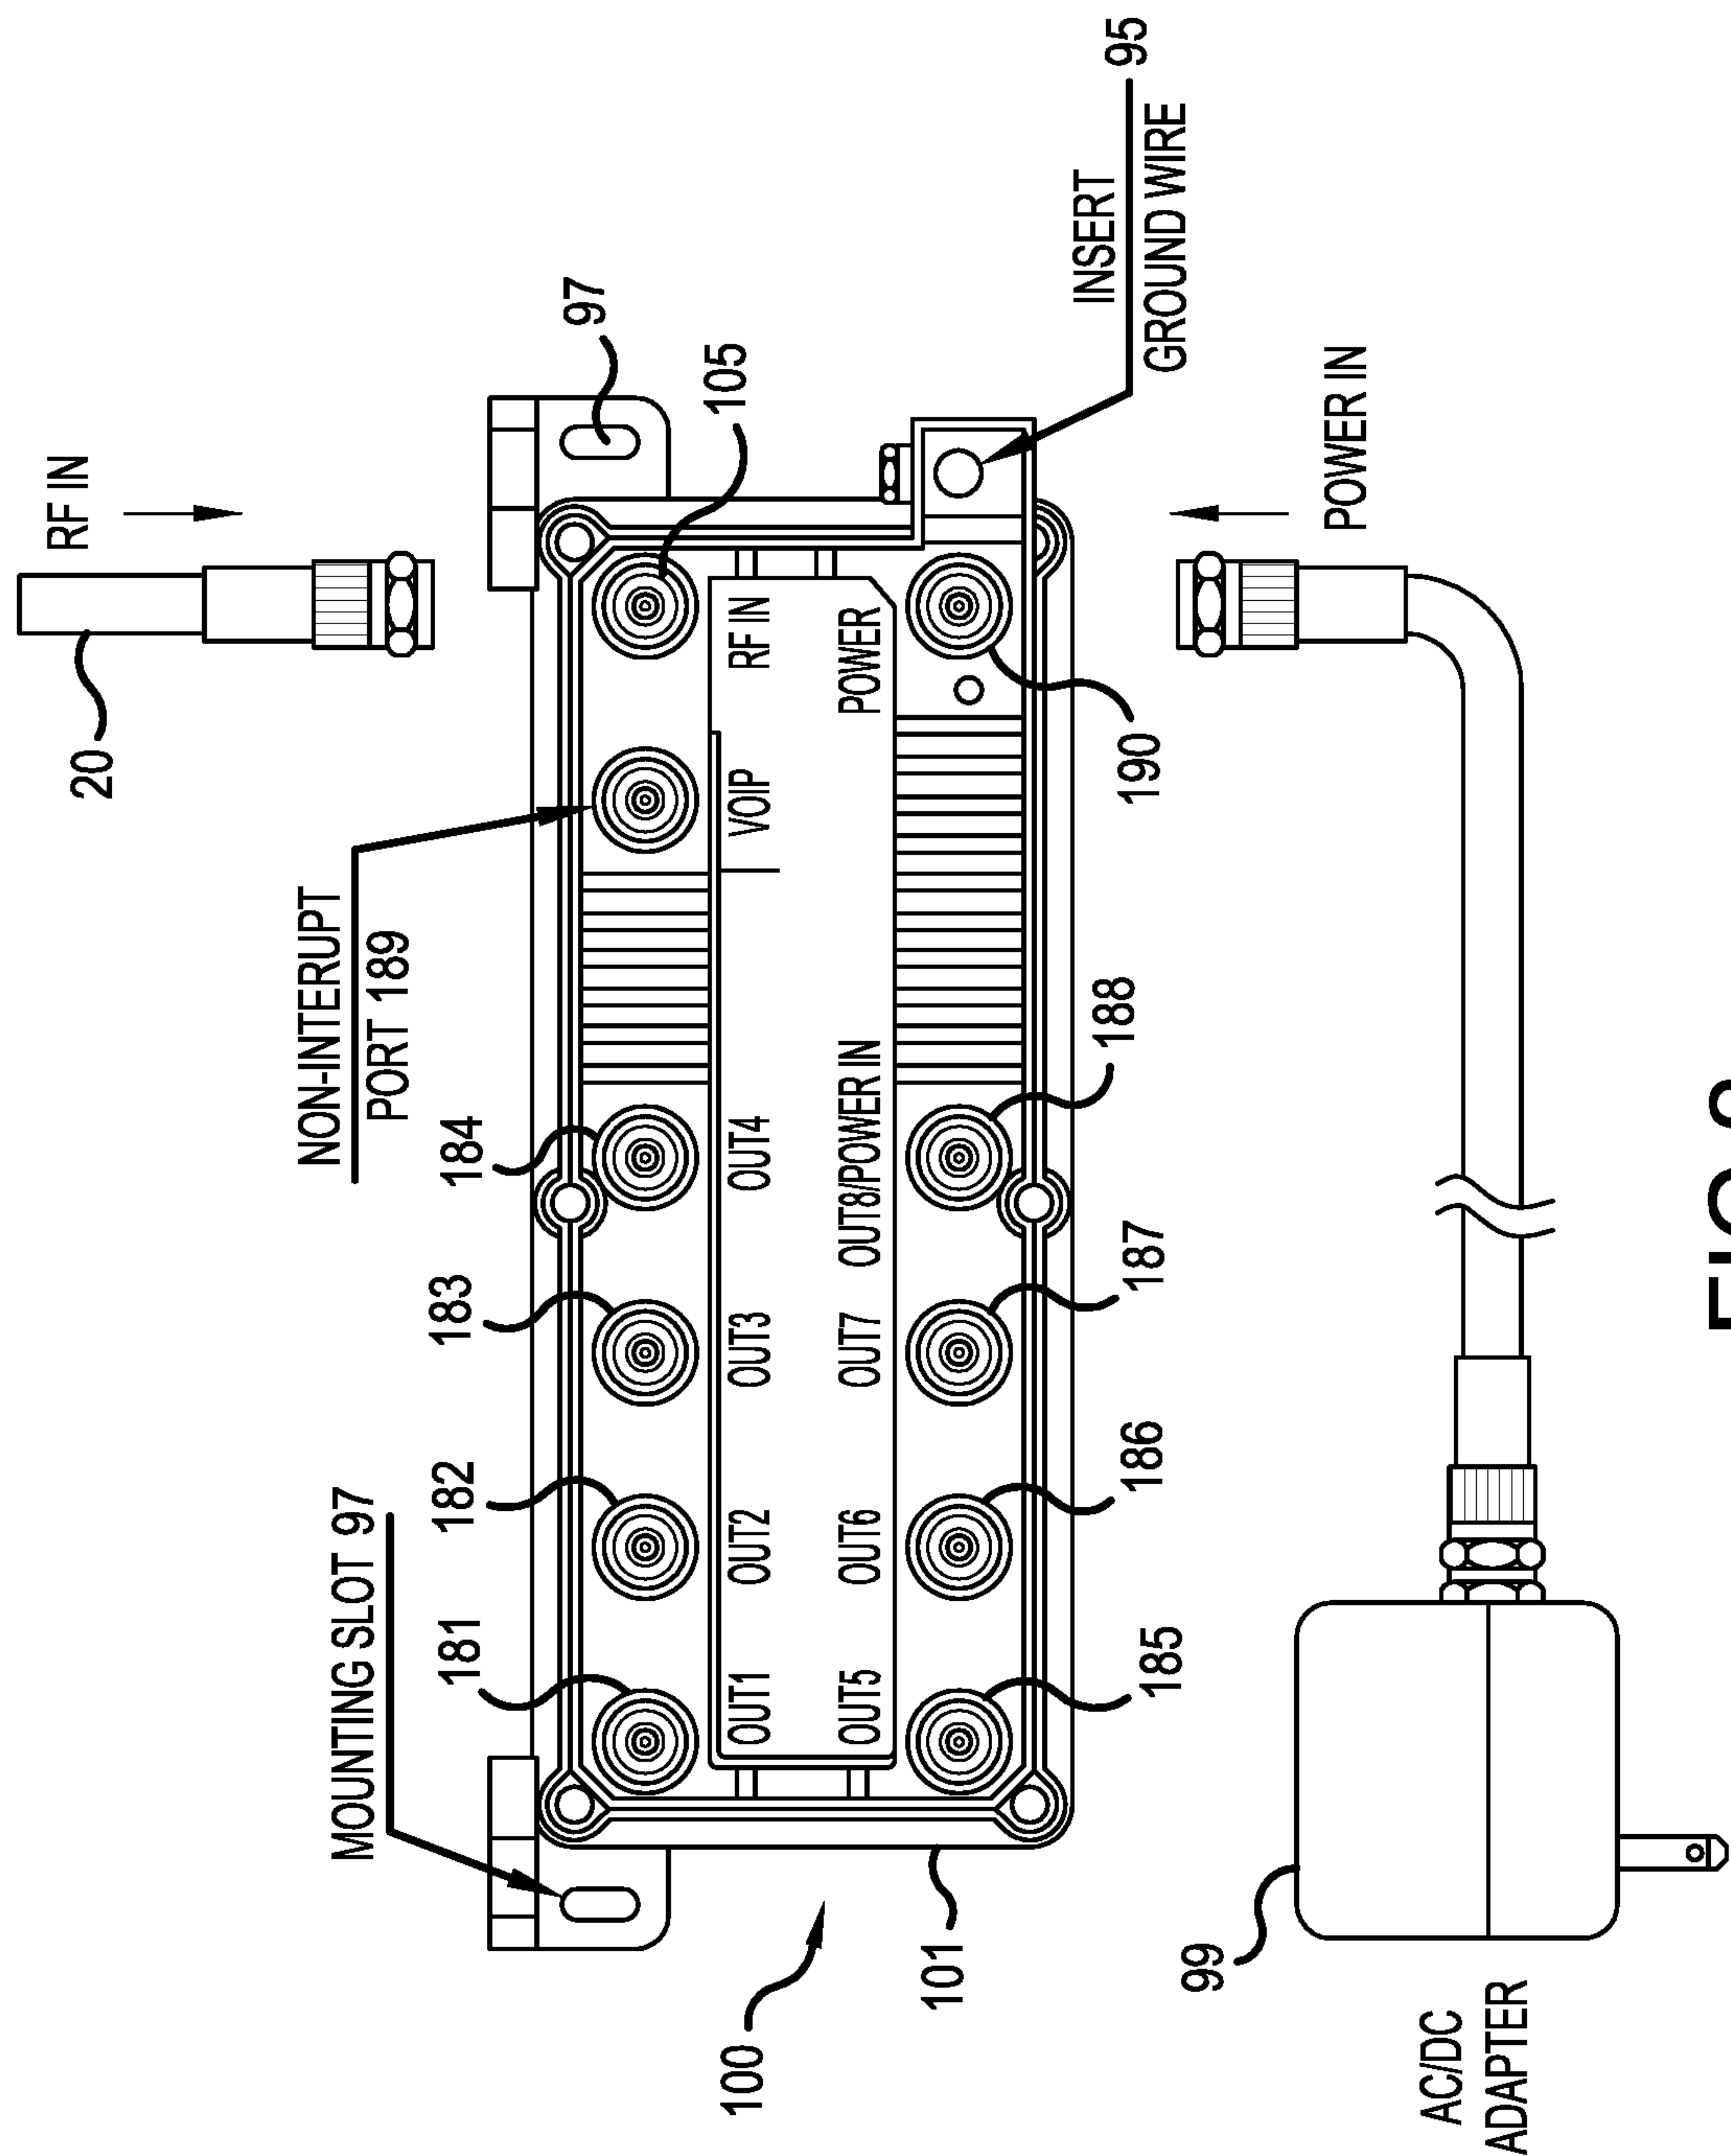 RF IN
20
97
NON-INTERUPT
PORT 189
105
MOUNTING SLOT 97
181
182
183
184
INSERT
GROUND WIRE
95
OUT1
OUT2
OUT3
OUT4
VOIP
RF IN
OUT5
OUT6
OUT7
OUT8/POWER IN
POWER
100
101
185
186
187
188
190
POWER IN
99
AC/DC
ADAPTER